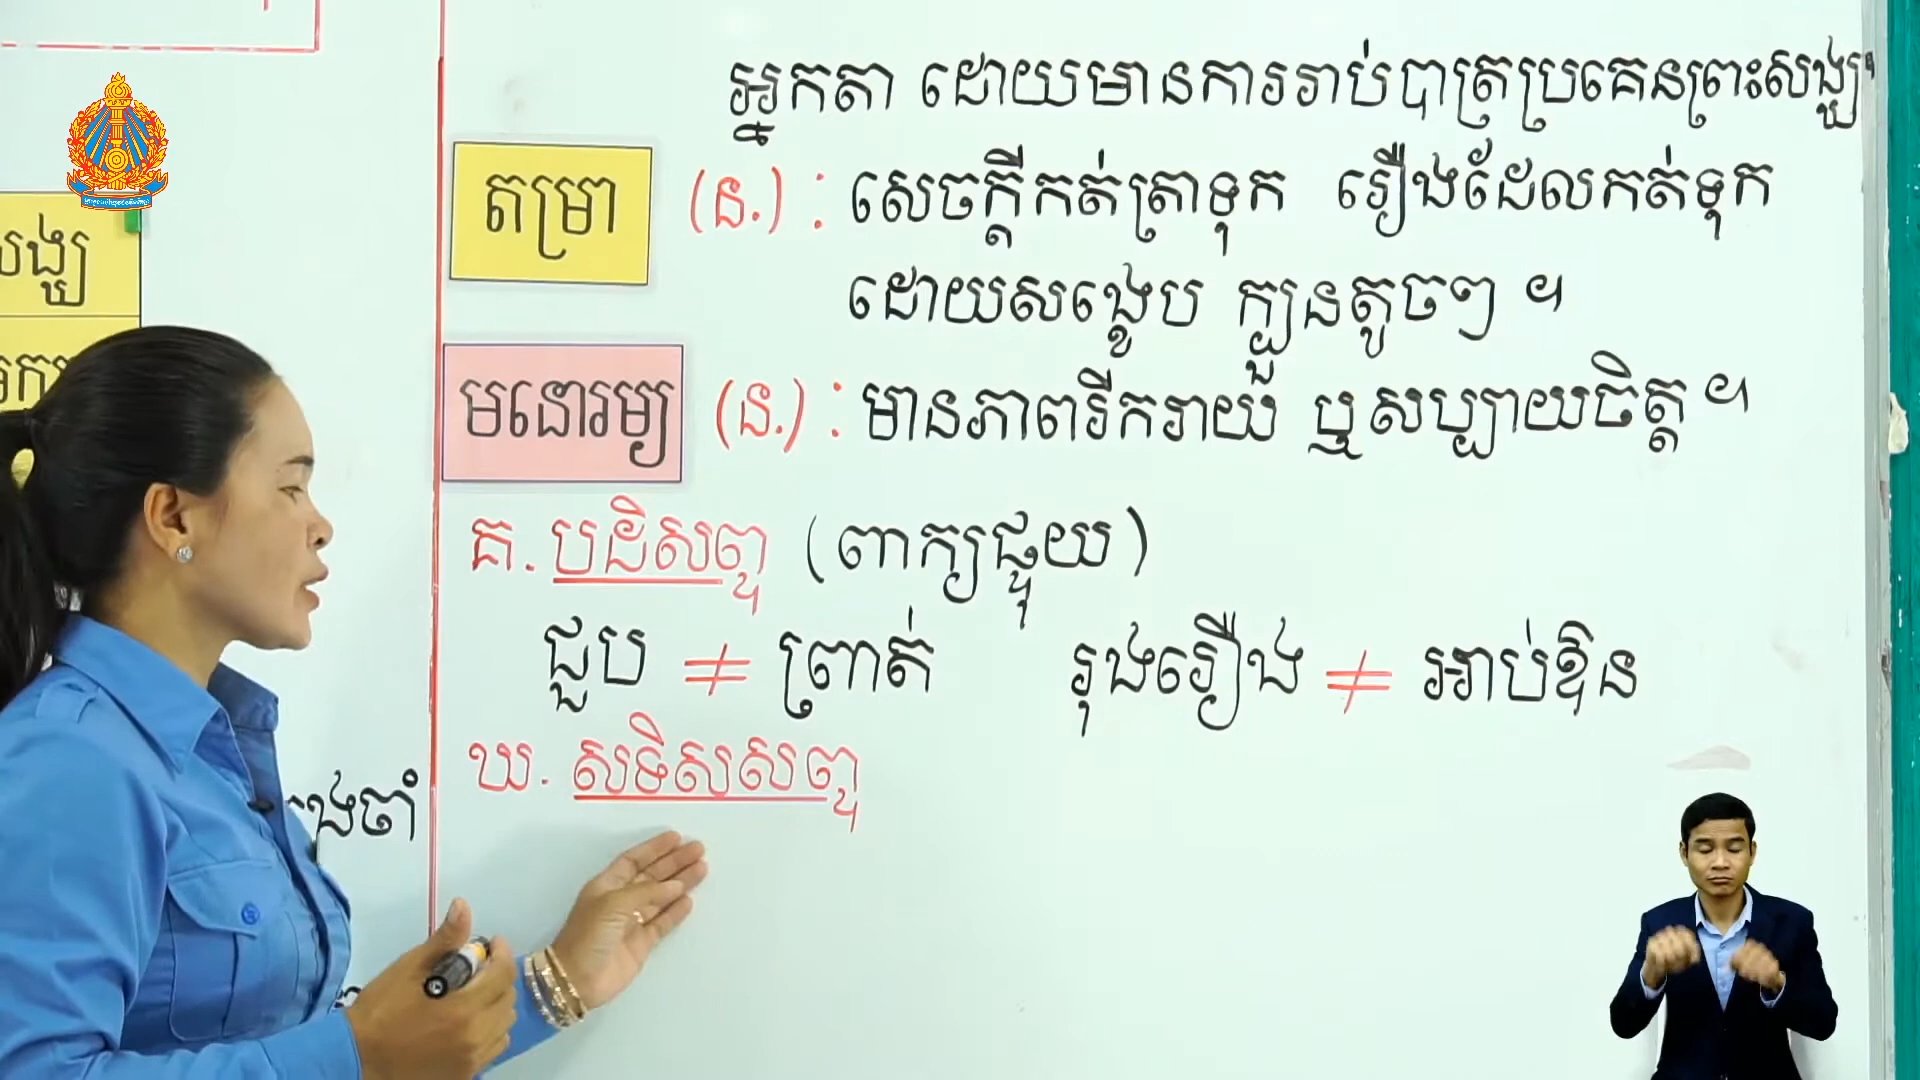 អ្នកតា ដោយមានការរាប់បាត្រប្រគេនព្រះសង្ឃ។
តម្រា (ន.) : សេចក្ដីកត់ត្រាទុក រឿងដែលកត់ទុក
ដោយសង្ខេប ក្បួនតូចៗ ។
មនោរម្យ (ន.) : មានភាពរីករាយ ឬសប្បាយចិត្ត ។
គ. បដិសព្ទ (ពាក្យផ្ទុយ)
ជួប ≠ ព្រាត់ រុងរឿង ≠ អាប់ឱន
ឃ. សទិសសព្ទ